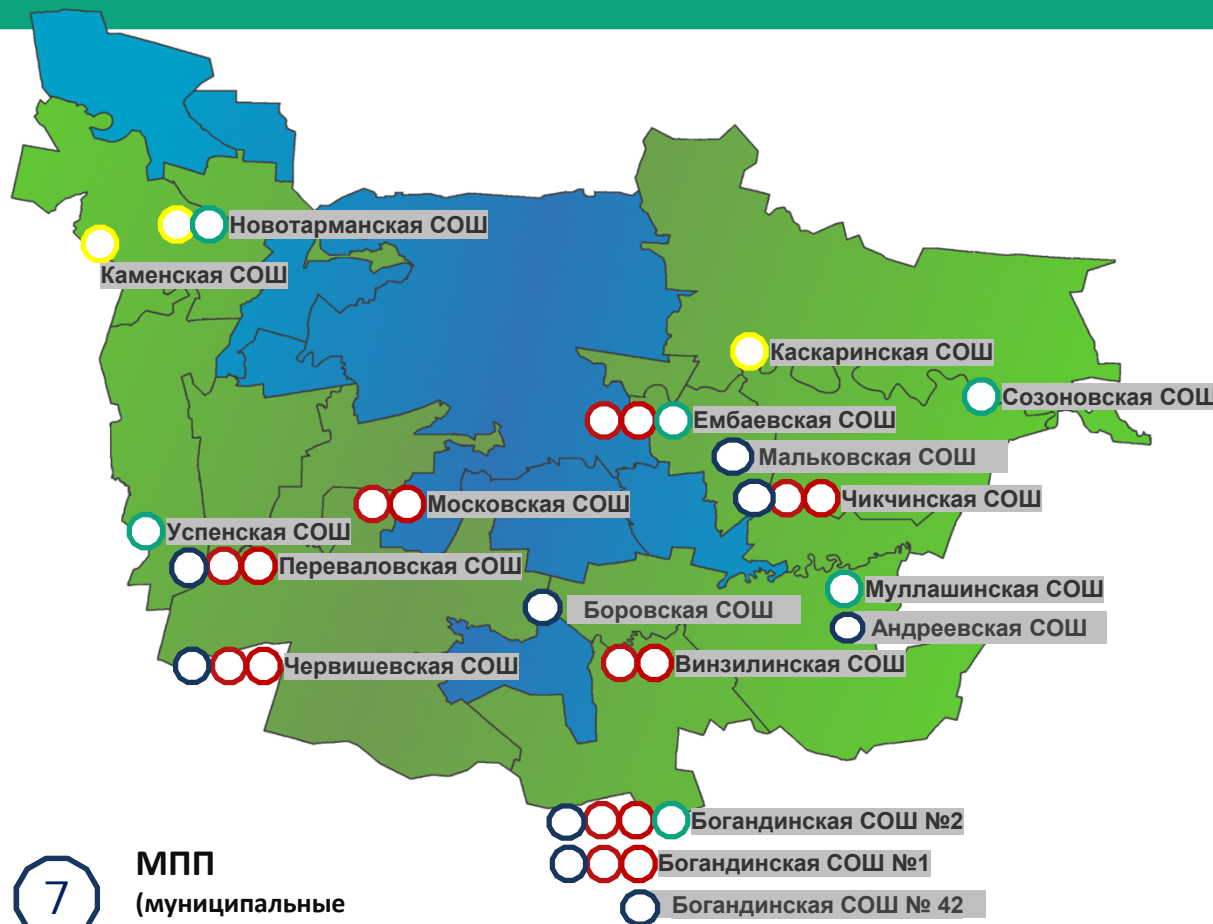 Новотарманская СОШ
Каменская СОШ
Каскаринская СОШ
Созоновская СОШ
Ембаевская СОШ
Мальковская СОШ
Чикчинская СОШ
Московская СОШ
Успенская СОШ
Переваловская СОШ
Муллашинская СОШ
Боровская СОШ
Андреевская СОШ
Червишевская СОШ
Винзилинская СОШ
Богандинская СОШ №2
Богандинская СОШ №1
Богандинская СОШ № 42
7
МПП
(муниципальные